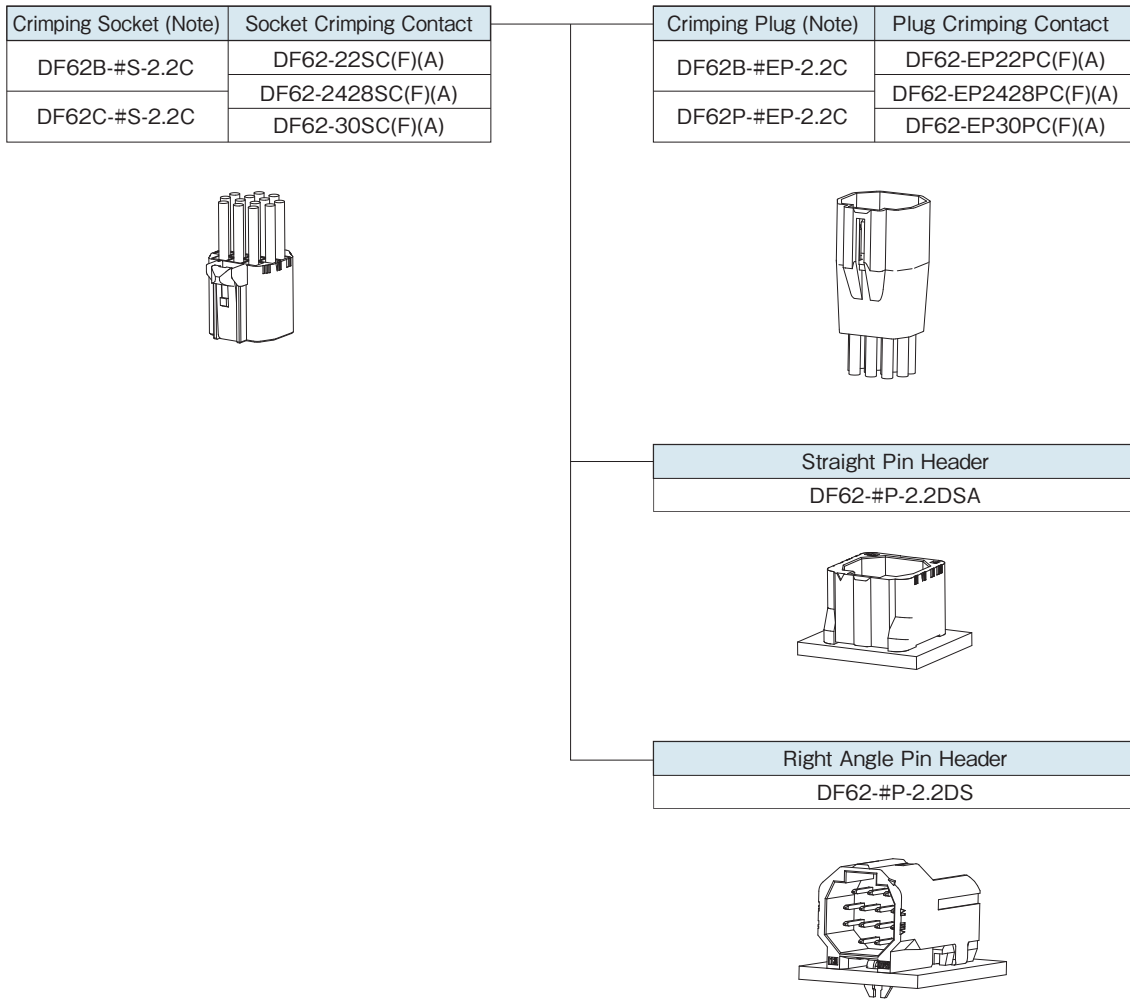 Crimping Socket (Note) Socket Crimping Contact
DF62B-#S-2.2C
DF62C-#S-2.2C
DF62-22SC(F)(A)
DF62-2428SC(F)(A)
DF62-30SC(F)(A)
Crimping Plug (Note) Plug Crimping Contact
DF62B-#EP-2.2C
DF62P-#EP-2.2C
DF62-EP22PC(F)(A)
DF62-EP2428PC(F)(A)
DF62-EP30PC(F)(A)
Straight Pin Header
DF62-#P-2.2DSA
Right Angle Pin Header
DF62-#P-2.2DS